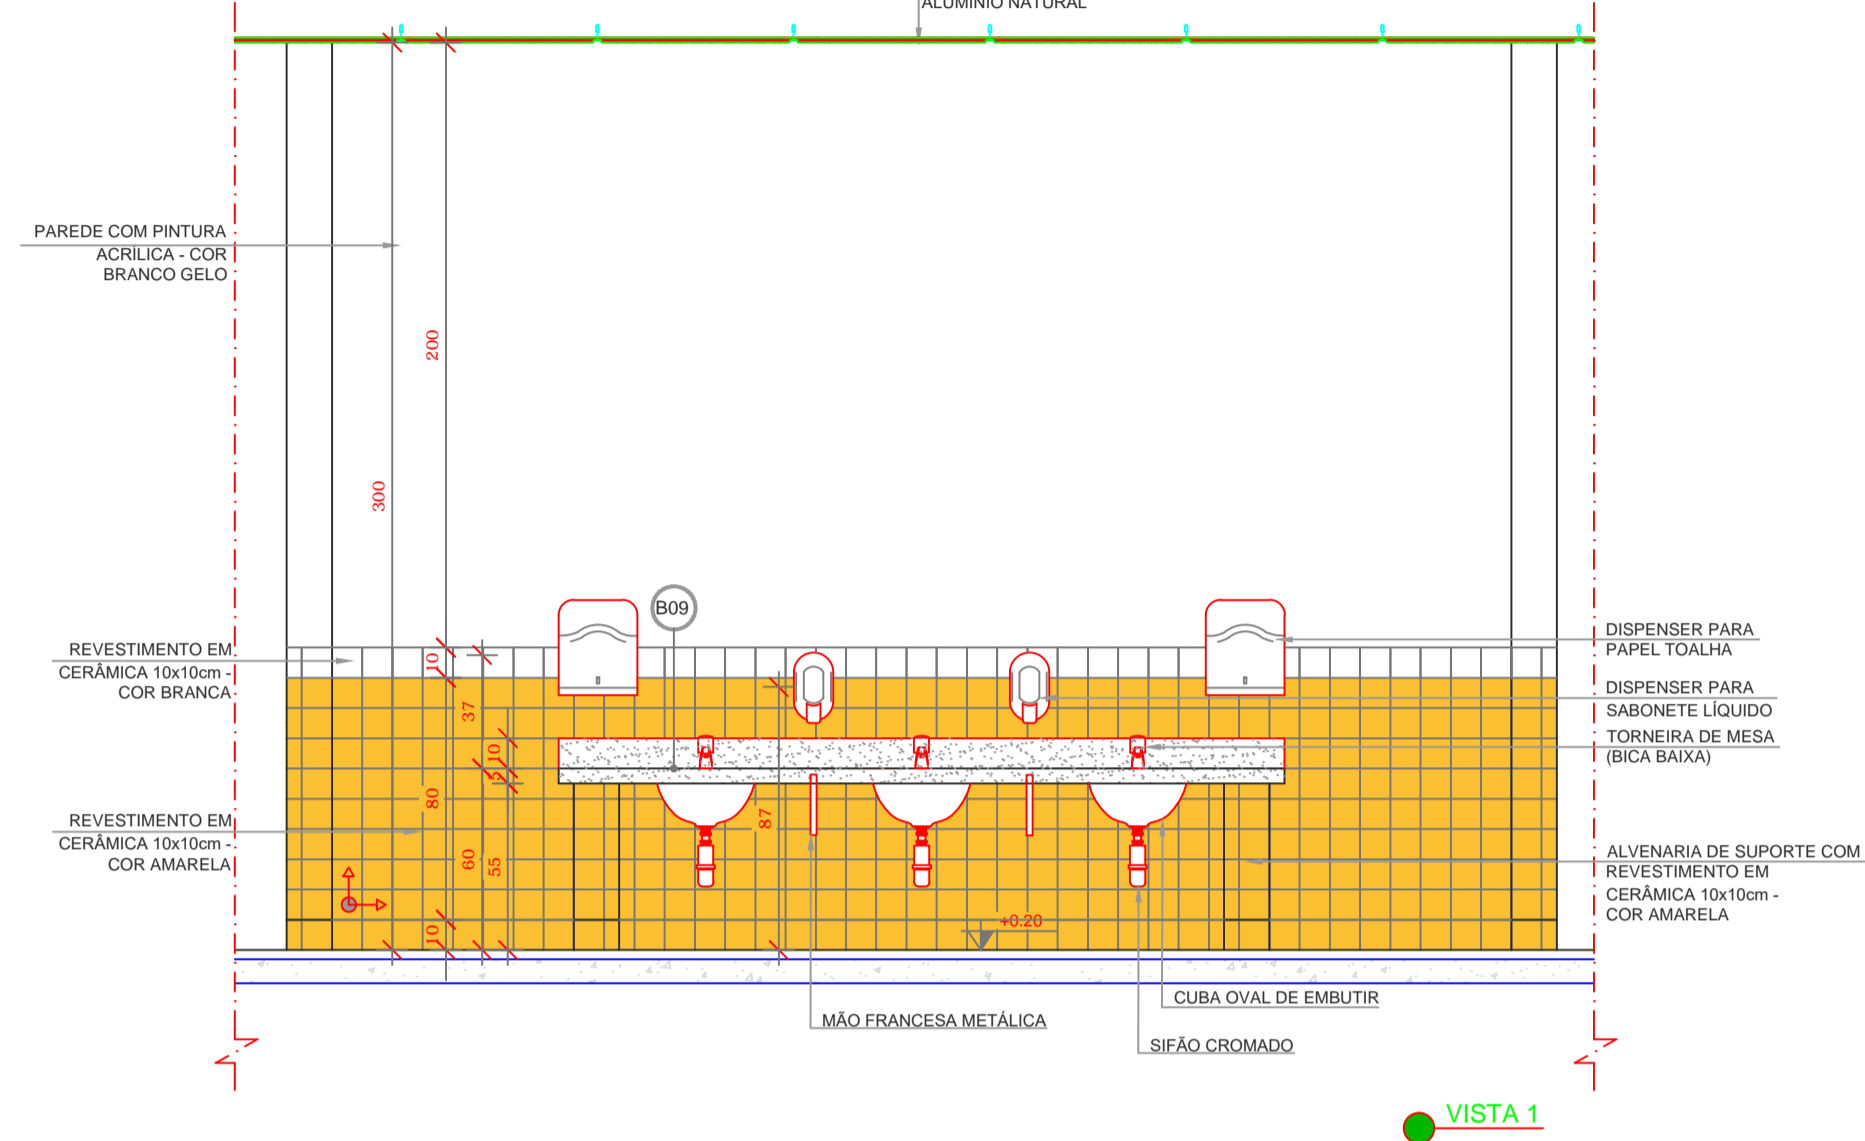 ALUMÍNIO NATURAL
PAREDE COM PINTURA
ACRÍLICA - COR
BRANCO GELO
200
300
B09
REVESTIMENTO EM
CERÂMICA 10x10cm -
COR BRANCA
10
37
10
5
80
87
60
55
10
REVESTIMENTO EM
CERÂMICA 10x10cm -
COR AMARELA
DISPENSER PARA
PAPEL TOALHA
DISPENSER PARA
SABONETE LÍQUIDO
TORNEIRA DE MESA
(BICA BAIXA)
ALVENARIA DE SUPORTE COM
REVESTIMENTO EM
CERÂMICA 10x10cm -
COR AMARELA
+0.20
CUBA OVAL DE EMBUTIR
MÃO FRANCESA METÁLICA
SIFÃO CROMADO
VISTA 1